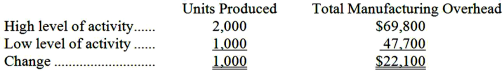 Units Produced Total Manufacturing Overhead
High level of activity...... 2,000 $69,800
Low level of activity ...... 1,000 47,700
Change ............................ 1,000 $22,100